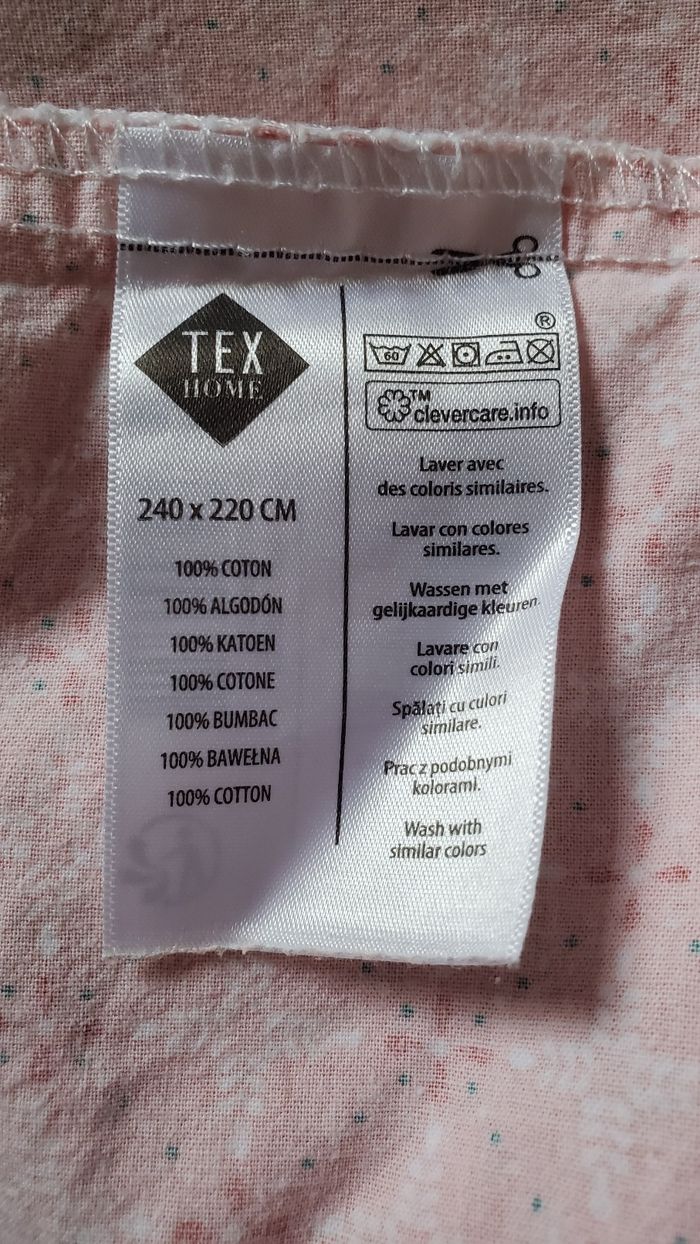 TEX
HOME
240 x 220 CM
100% COTON
100% ALGODÓN
100% KATOEN
100% COTONE
100% BUMBAC
100% BAWEŁNA
100% COTTON
®
60
™
clevercare.info
Laver avec
des coloris similaires.
Lavar con colores
similares.
Wassen met
gelijkaardige kleuren.
Lavare con
colori simili.
Spălați cu culori
similare.
Prac z podobnymi
kolorami.
Wash with
similar colors